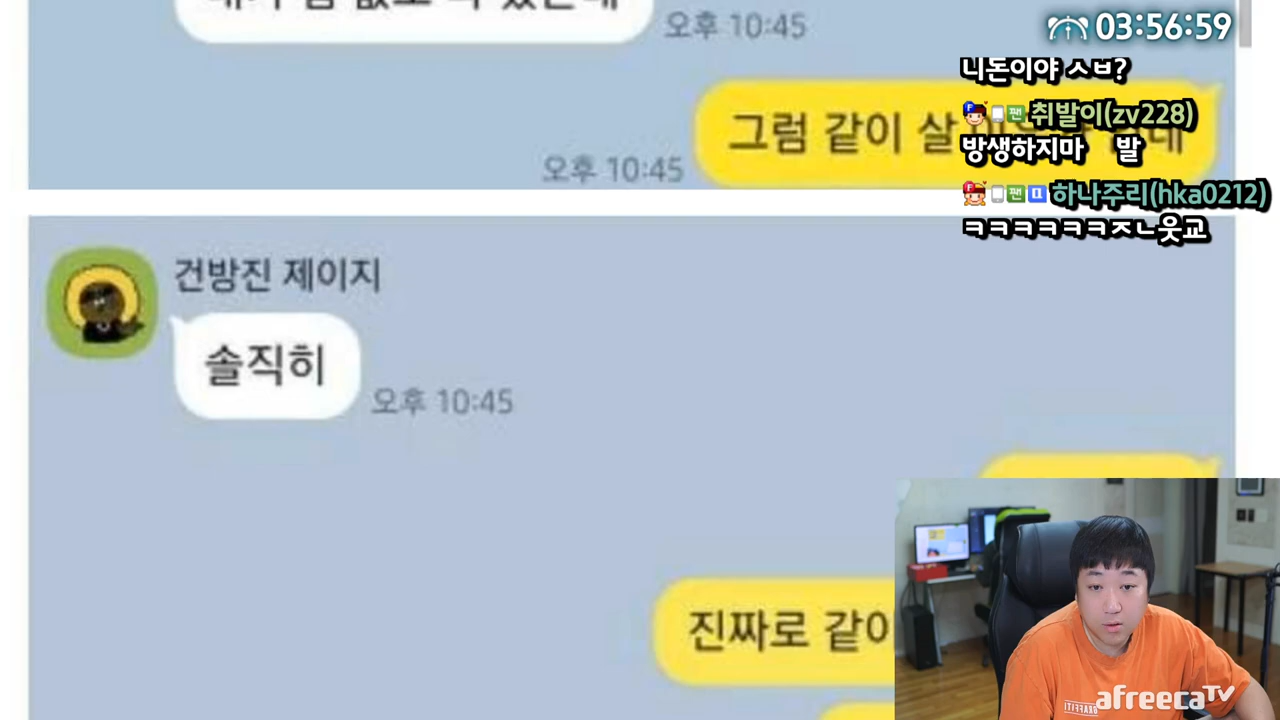 오후 10:45
03:56:59
니돈이야 ㅅㅂ?
취발이(zv228)
방생하지마 발
하나주리(hka0212)
ㅋㅋㅋㅋㅋㅋㅈㄴ웃교
그럼 같이 살
오후 10:45
건방진 제이지
솔직히
오후 10:45
진짜로 같이
afreecaTV